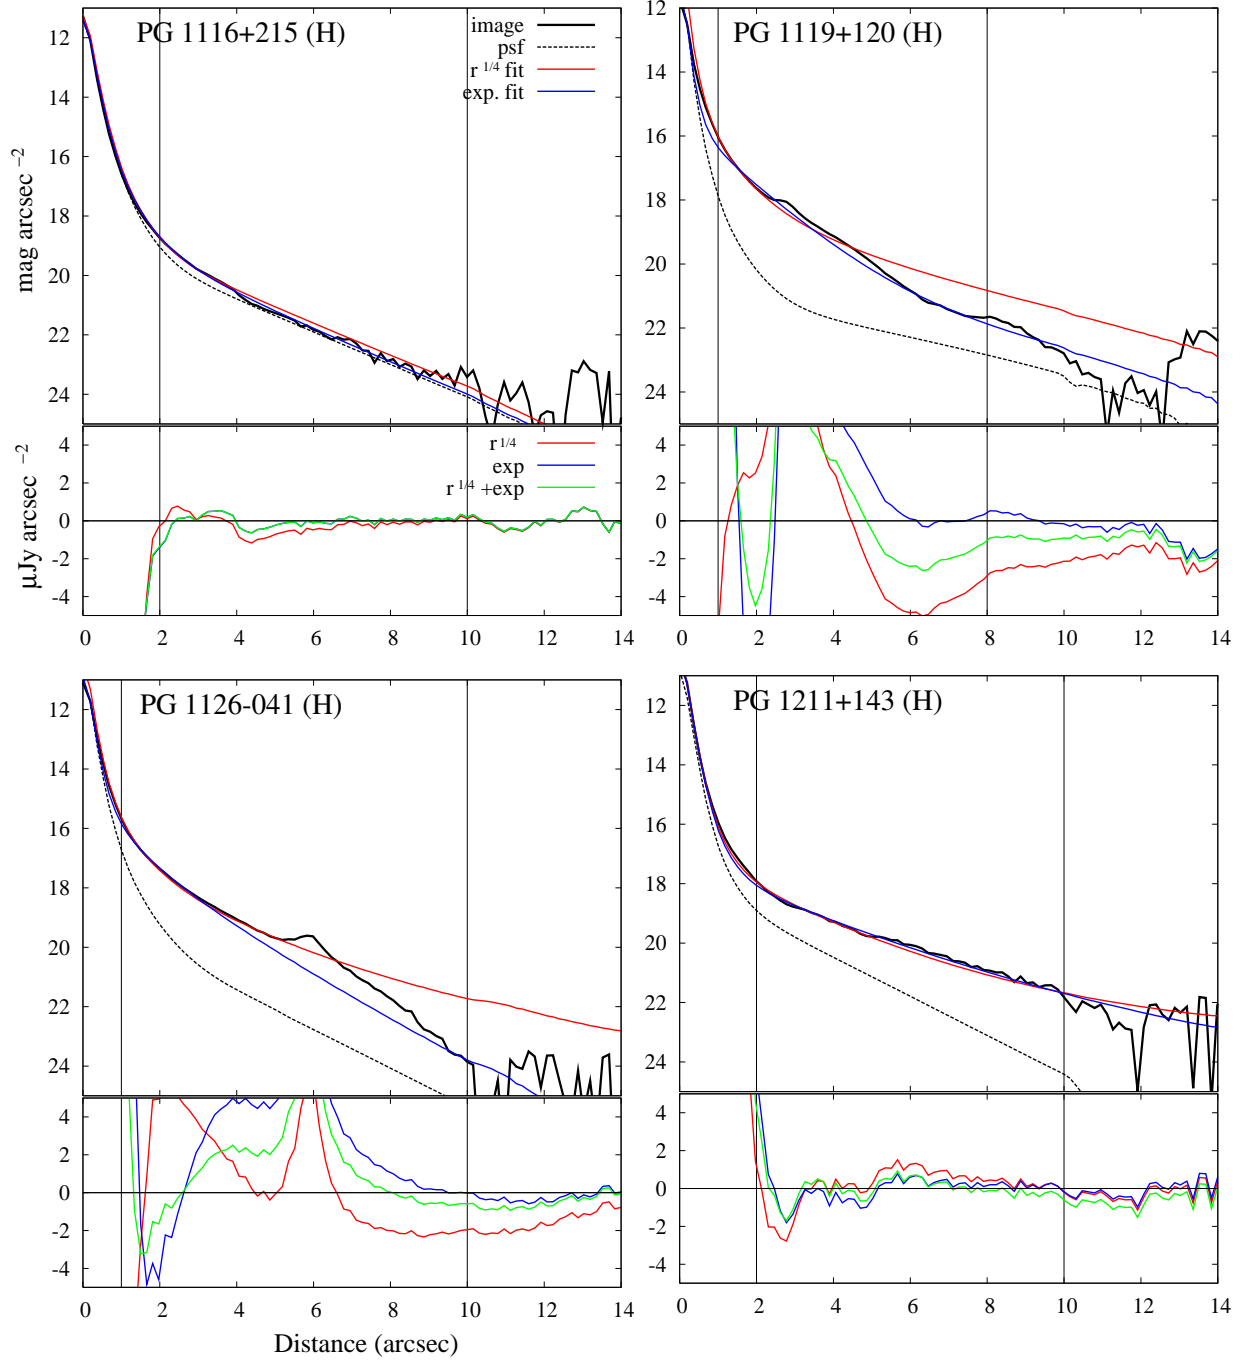 PG 1116+215 (H)
image
psf
r 1/4 fit
exp. fit
12
14
16
18
20
22
24
mag arcsec −2
r 1/4
exp
r 1/4 +exp
4
2
0
-2
-4
μJy arcsec −2
0 2 4 6 8 10 12 14
PG 1119+120 (H)
12
14
16
18
20
22
24
4
2
0
-2
-4
0 2 4 6 8 10 12 14
PG 1126-041 (H)
12
14
16
18
20
22
24
4
2
0
-2
-4
0 2 4 6 8 10 12 14
Distance (arcsec)
PG 1211+143 (H)
12
14
16
18
20
22
24
4
2
0
-2
-4
0 2 4 6 8 10 12 14